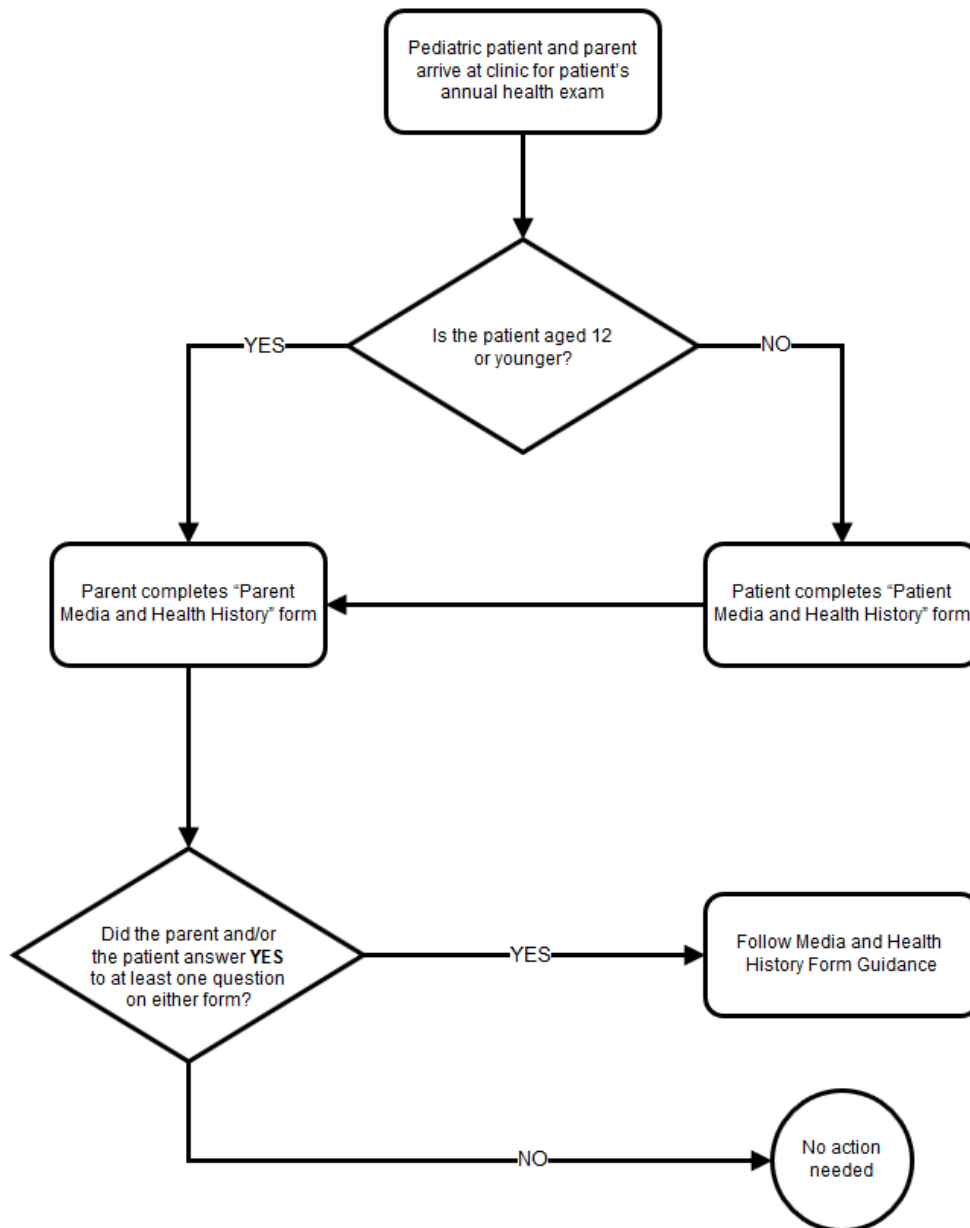 Pediatric patient and parent
arrive at clinic for patient's
annual health exam
Is the patient aged 12
or younger?
YES
NO
Parent completes “Parent
Media and Health History” form
Patient completes “Patient
Media and Health History” form
Did the parent and/or
the patient answer YES
to at least one question
on either form?
YES
Follow Media and Health
History Form Guidance
NO
No action
needed